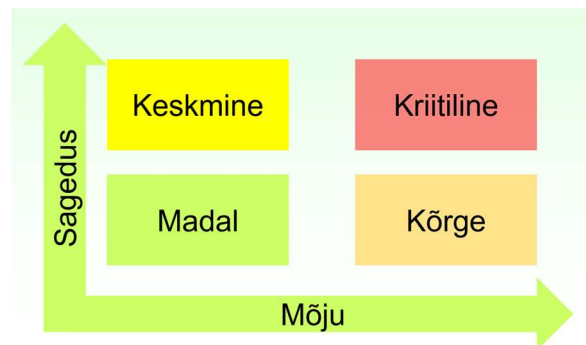 Keskmine
Kriitiline
Sagedus
Madal
Kõrge
Mõju